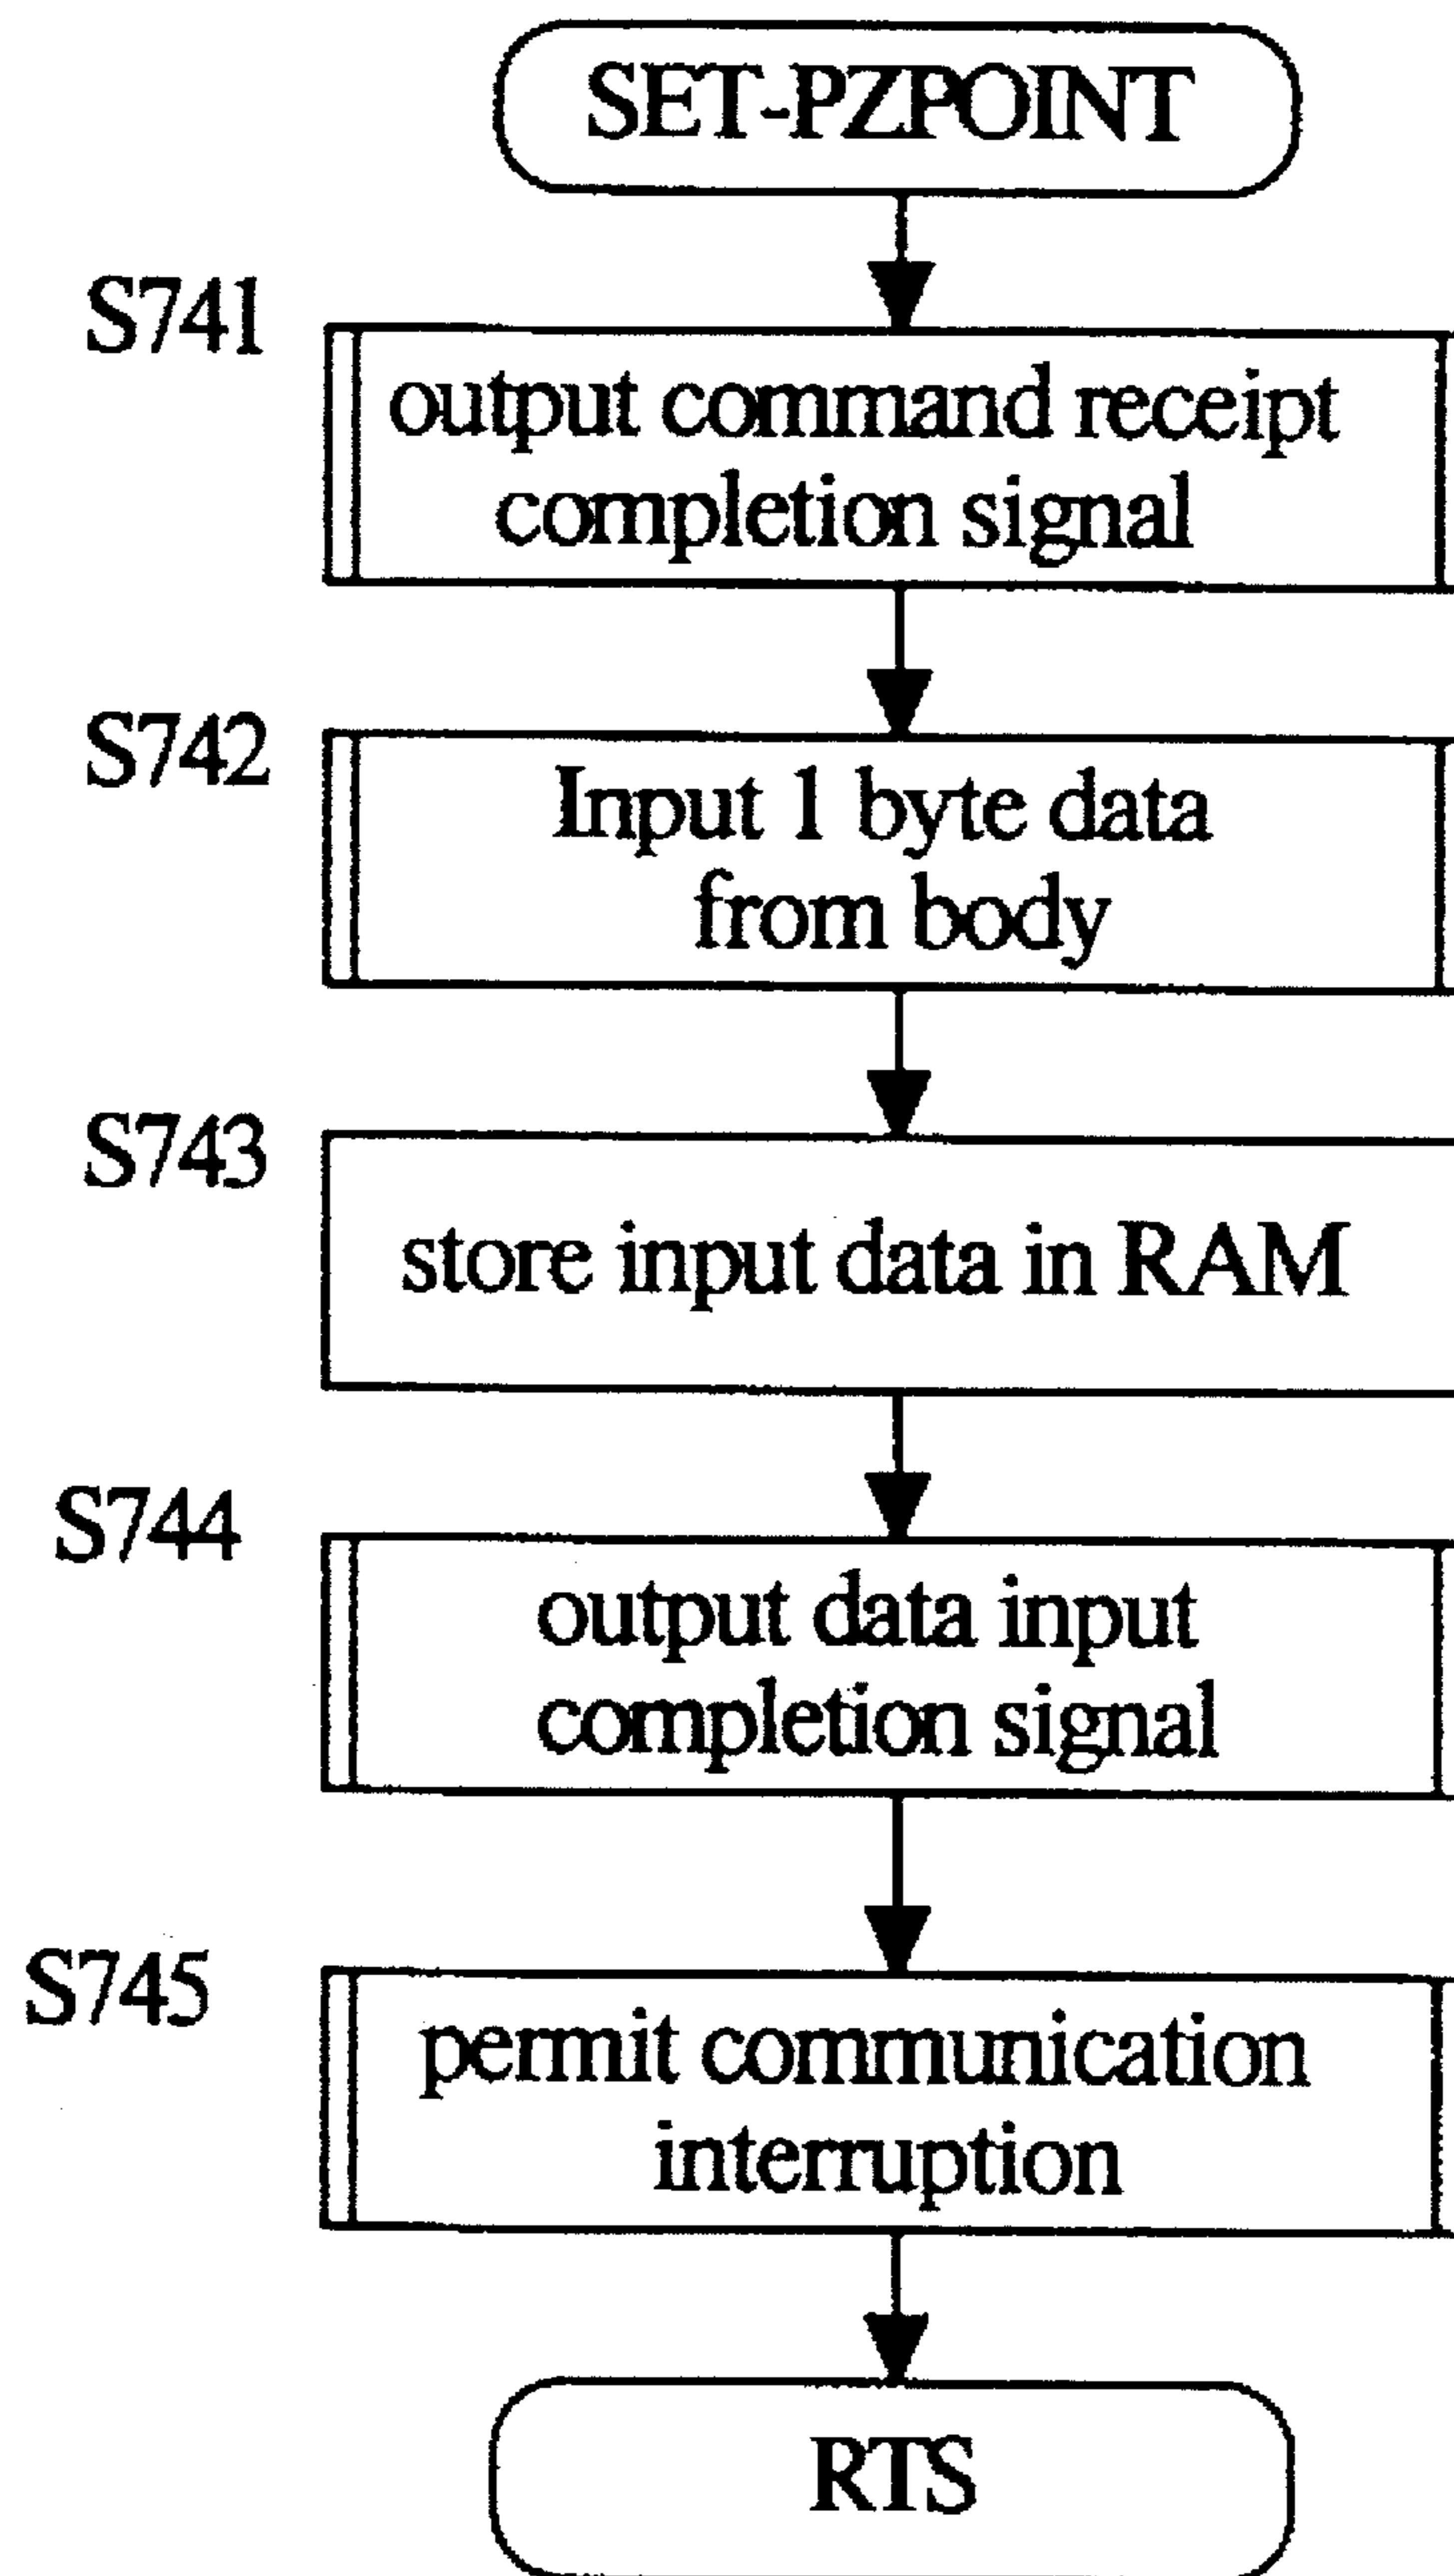 SET-PZPOINT
S741
output command receipt
completion signal
S742
Input 1 byte data
from body
S743
store input data in RAM
S744
output data input
completion signal
S745
permit communication
interruption
RTS